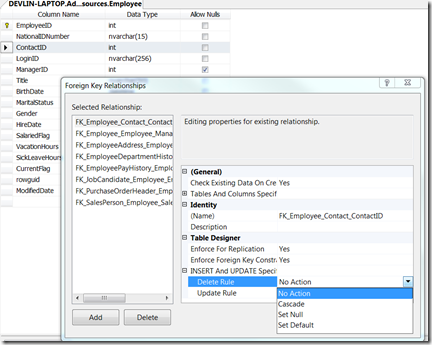 DEVLIN-LAPTOP.Ad...sources.Employee
Column Name Data Type Allow Nulls
EmployeeID int
NationalIDNumber nvarchar(15)
ContactID int
LoginID nvarchar(256)
ManagerID int
Title
BirthDate
MaritalStatus
Gender
HireDate
SalariedFlag
VacationHours
SickLeaveHours
CurrentFlag
rowguid
ModifiedDate
Foreign Key Relationships
Selected Relationship:
FK_Employee_Contact_Contact
FK_Employee_Employee_Mana
FK_EmployeeAddress_Employe
FK_EmployeeDepartmentHisto
FK_EmployeePayHistory_Empl
FK_JobCandidate_Employee_E
FK_PurchaseOrderHeader_Emp
FK_SalesPerson_Employee_Sale
Add
Delete
Editing properties for existing relationship.
(General)
Check Existing Data On Cre Yes
Tables And Columns Specif
Identity
(Name) FK_Employee_Contact_ContactID
Description
Table Designer
Enforce For Replication Yes
Enforce Foreign Key Constra Yes
INSERT And UPDATE Specif
Delete Rule No Action
Update Rule
No Action
Cascade
Set Null
Set Default